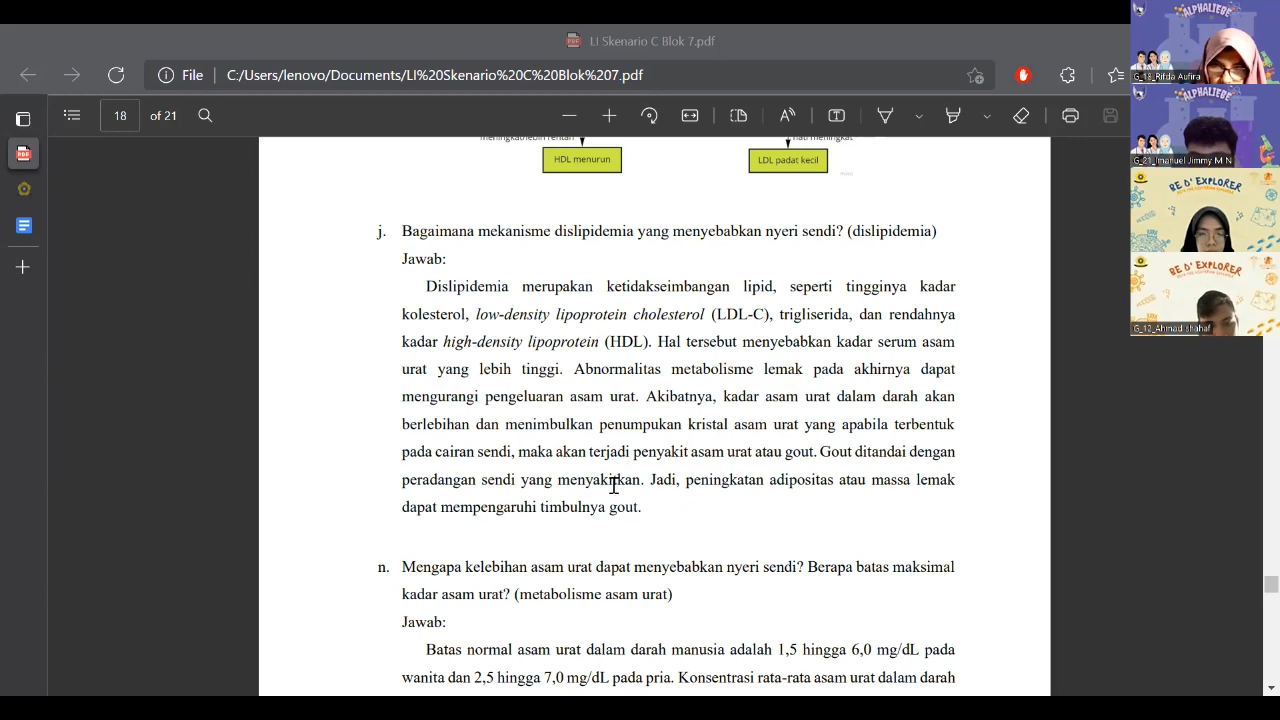 LI Skenario C Blok 7.pdf
File
C:/Users/lenovo/Documents/LI%20Skenario%20C%20Blok%207.pdf
18 of 21
HDL menurun
LDL padat kecil
j. Bagaimana mekanisme dislipidemia yang menyebabkan nyeri sendi? (dislipidemia)
Jawab:
Dislipidemia merupakan ketidakseimbangan lipid, seperti tingginya kadar
kolesterol, low-density lipoprotein cholesterol (LDL-C), trigliserida, dan rendahnya
kadar high-density lipoprotein (HDL). Hal tersebut menyebabkan kadar serum asam
urat yang lebih tinggi. Abnormalitas metabolisme lemak pada akhirnya dapat
mengurangi pengeluaran asam urat. Akibatnya, kadar asam urat dalam darah akan
berlebihan dan menimbulkan penumpukan kristal asam urat yang apabila terbentuk
pada cairan sendi, maka akan terjadi penyakit asam urat atau gout. Gout ditandai dengan
peradangan sendi yang menyakitkan. Jadi, peningkatan adipositas atau massa lemak
dapat mempengaruhi timbulnya gout.
n. Mengapa kelebihan asam urat dapat menyebabkan nyeri sendi? Berapa batas maksimal
kadar asam urat? (metabolisme asam urat)
Jawab:
Batas normal asam urat dalam darah manusia adalah 1,5 hingga 6,0 mg/dL pada
wanita dan 2,5 hingga 7,0 mg/dL pada pria. Konsentrasi rata-rata asam urat dalam darah
ALPHALIEBE
G_18_Rifda Aufira
ALPHALIEBE
G_21_Imanuel Jimmy M N
BE D' EXPLORER
BE D' EXPLORER
G_12_Ahmad shahaf